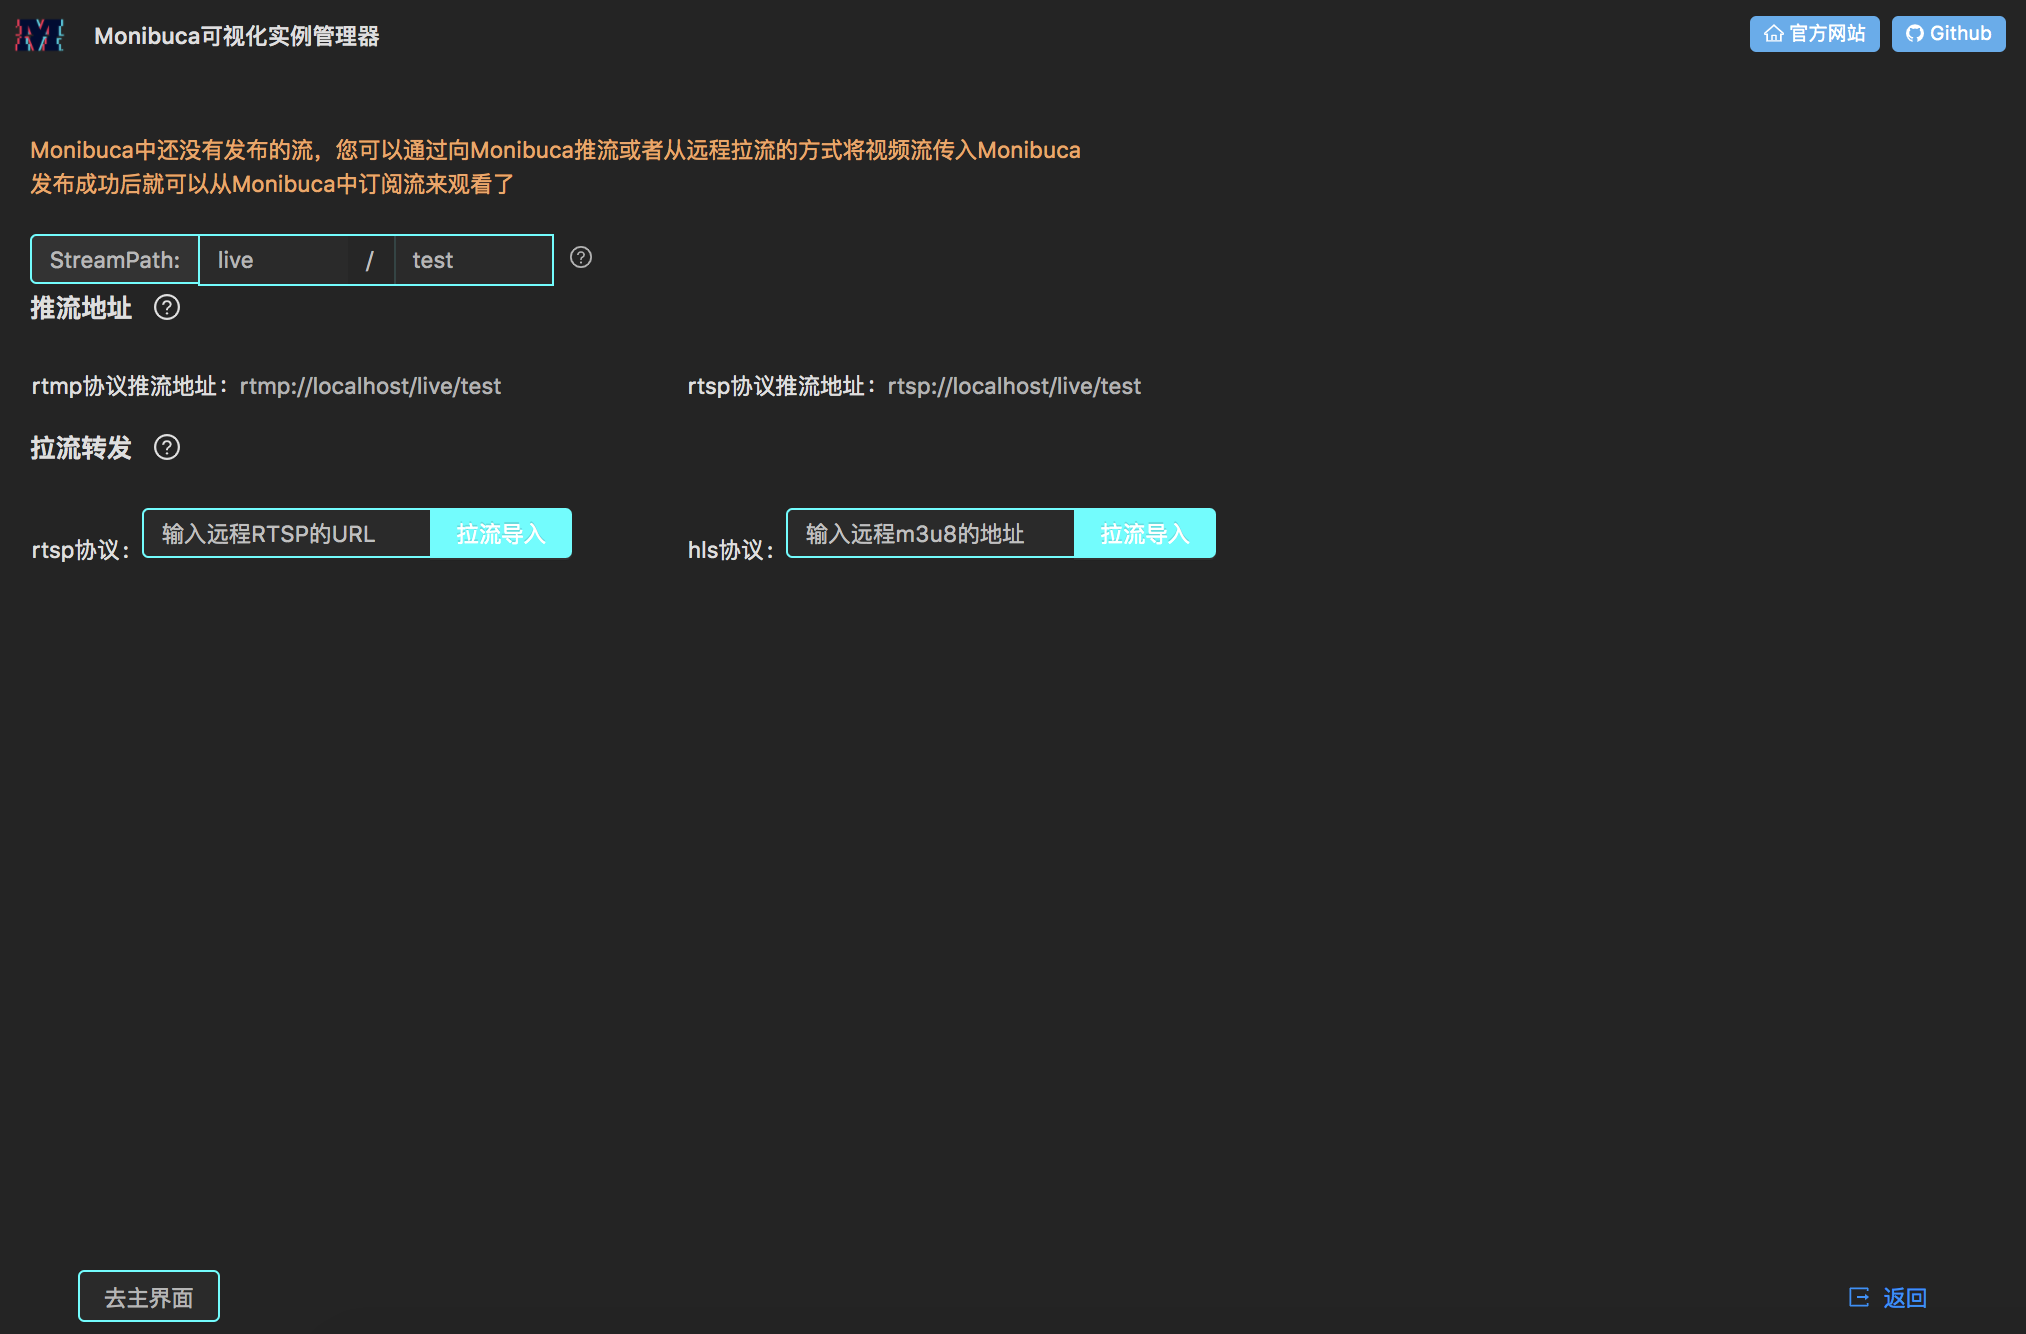 Monibuca可视化实例管理器
官方网站
Github
Monibuca中还没有发布的流，您可以通过向Monibuca推流或者从远程拉流的方式将视频流传入Monibuca
发布成功后就可以从Monibuca中订阅流来观看了
StreamPath: live / test
推流地址
rtmp协议推流地址：rtmp://localhost/live/test
rtsp协议推流地址：rtsp://localhost/live/test
拉流转发
rtsp协议： 输入远程RTSP的URL 拉流导入
hls协议： 输入远程m3u8的地址 拉流导入
去主界面
返回